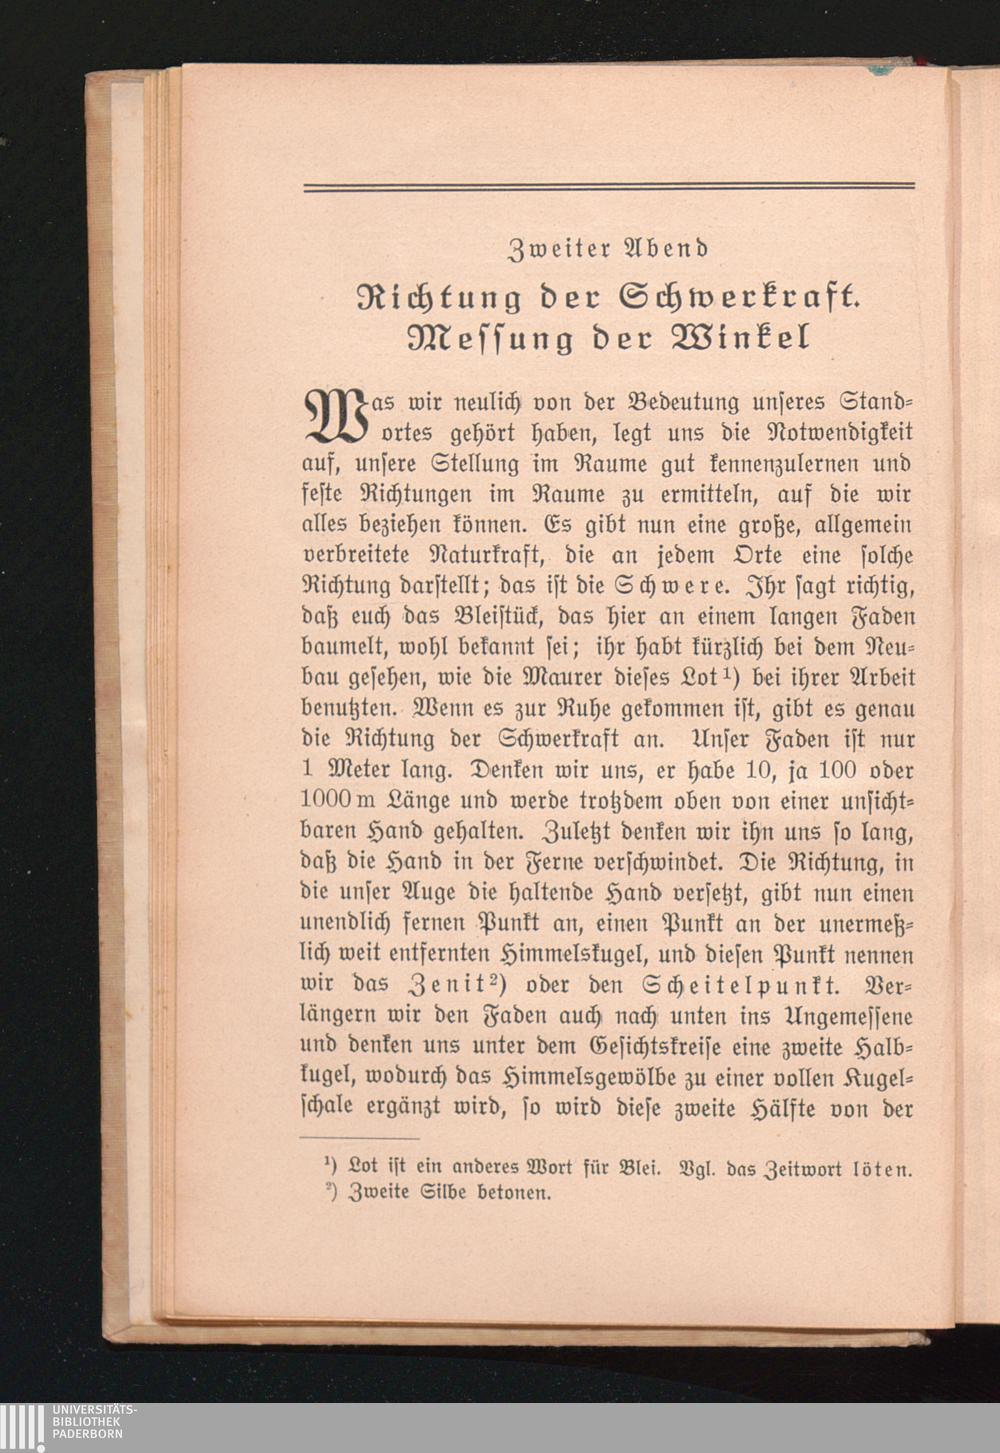 Zweiter Abend
Richtung der Schwerkraft.
Messung der Winkel
Was wir neulich von der Bedeutung unseres Stand-
ortes gehört haben, legt uns die Notwendigkeit
auf, unsere Stellung im Raume gut kennenzulernen und
feste Richtungen im Raume zu ermitteln, auf die wir
alles beziehen können. Es gibt nun eine große, allgemein
verbreitete Naturkraft, die an jedem Orte eine solche
Richtung darstellt; das ist die Schwere. Ihr sagt richtig,
daß euch das Bleistück, das hier an einem langen Faden
baumelt, wohl bekannt sei; ihr habt kürzlich bei dem Neu-
bau gesehen, wie die Maurer dieses Lot¹) bei ihrer Arbeit
benutzten. Wenn es zur Ruhe gekommen ist, gibt es genau
die Richtung der Schwerkraft an. Unser Faden ist nur
1 Meter lang. Denken wir uns, er habe 10, ja 100 oder
1000 m Länge und werde trotzdem oben von einer unsicht-
baren Hand gehalten. Zuletzt denken wir ihn uns so lang,
daß die Hand in der Ferne verschwindet. Die Richtung, in
die unser Auge die haltende Hand versetzt, gibt nun einen
unendlich fernen Punkt an, einen Punkt an der unermeß-
lich weit entfernten Himmelskugel, und diesen Punkt nennen
wir das Zenit²) oder den Scheitelpunkt. Ver-
längern wir den Faden auch nach unten ins Ungemessene
und denken uns unter dem Gesichtskreise eine zweite Halb-
kugel, wodurch das Himmelsgewölbe zu einer vollen Kugel-
schale ergänzt wird, so wird diese zweite Hälfte von der
¹) Lot ist ein anderes Wort für Blei. Vgl. das Zeitwort löten.
²) Zweite Silbe betonen.
UNIVERSITÄTS-
BIBLIOTHEK
PADERBORN